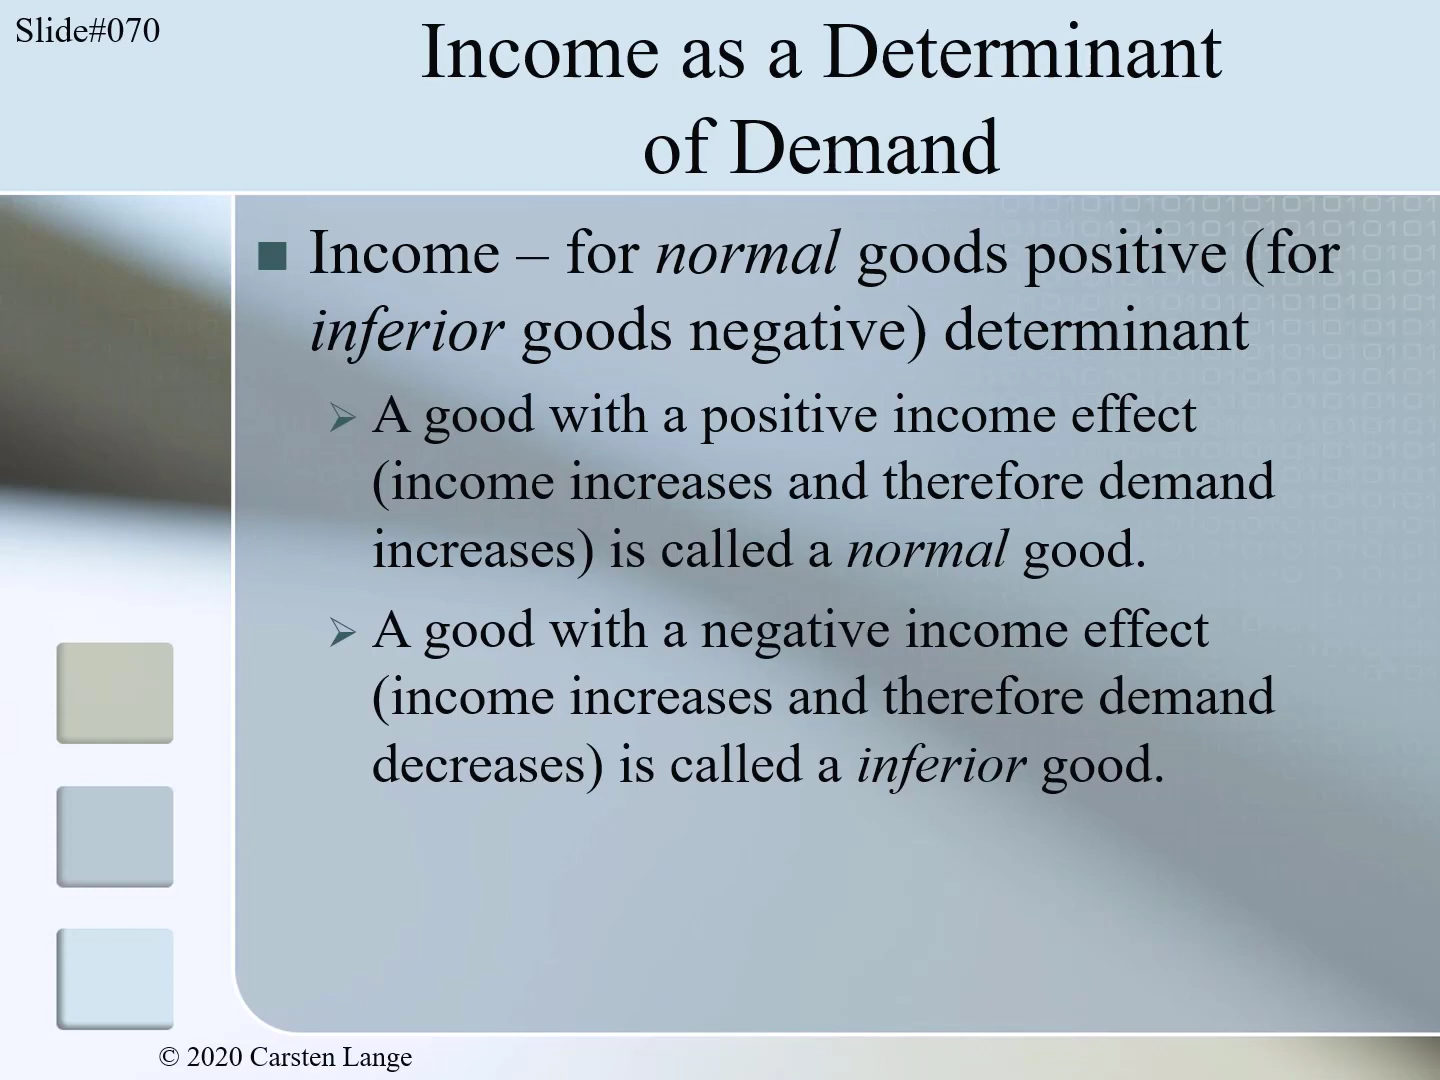 Slide#070
Income as a Determinant
of Demand
Income – for normal goods positive (for
inferior goods negative) determinant
A good with a positive income effect
(income increases and therefore demand
increases) is called a normal good.
A good with a negative income effect
(income increases and therefore demand
decreases) is called a inferior good.
© 2020 Carsten Lange